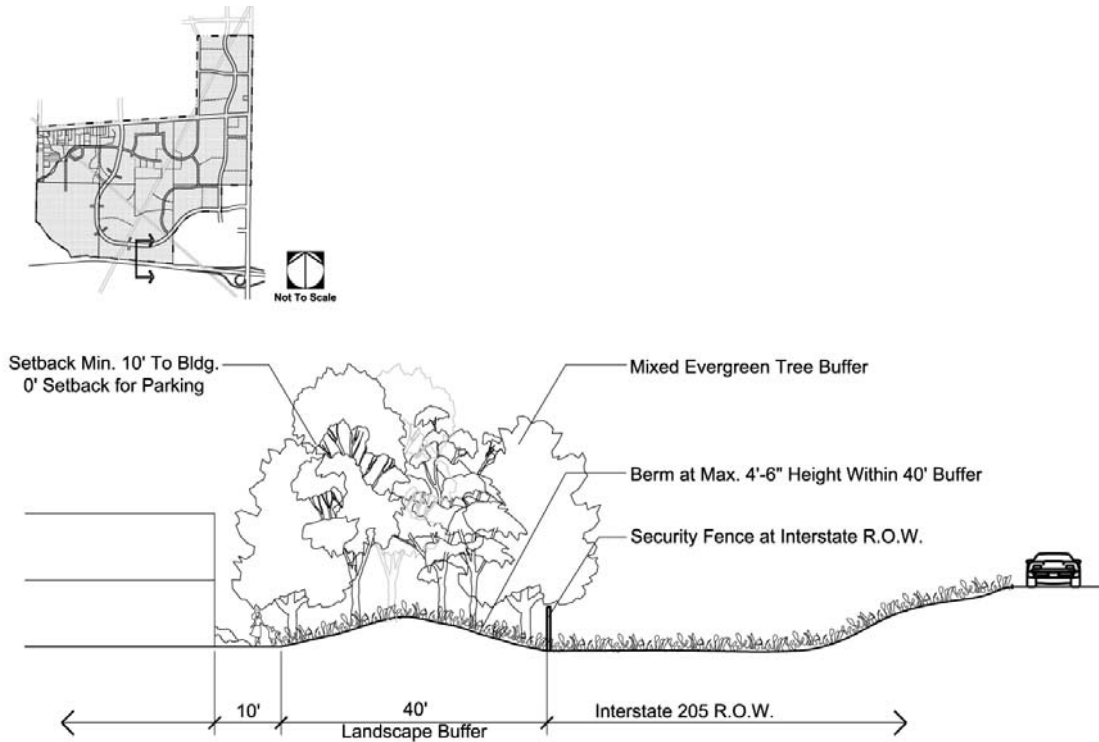 Not To Scale
Setback Min. 10' To Bldg.
0' Setback for Parking
Mixed Evergreen Tree Buffer
Berm at Max. 4'-6" Height Within 40' Buffer
Security Fence at Interstate R.O.W.
10'
40'
Landscape Buffer
Interstate 205 R.O.W.